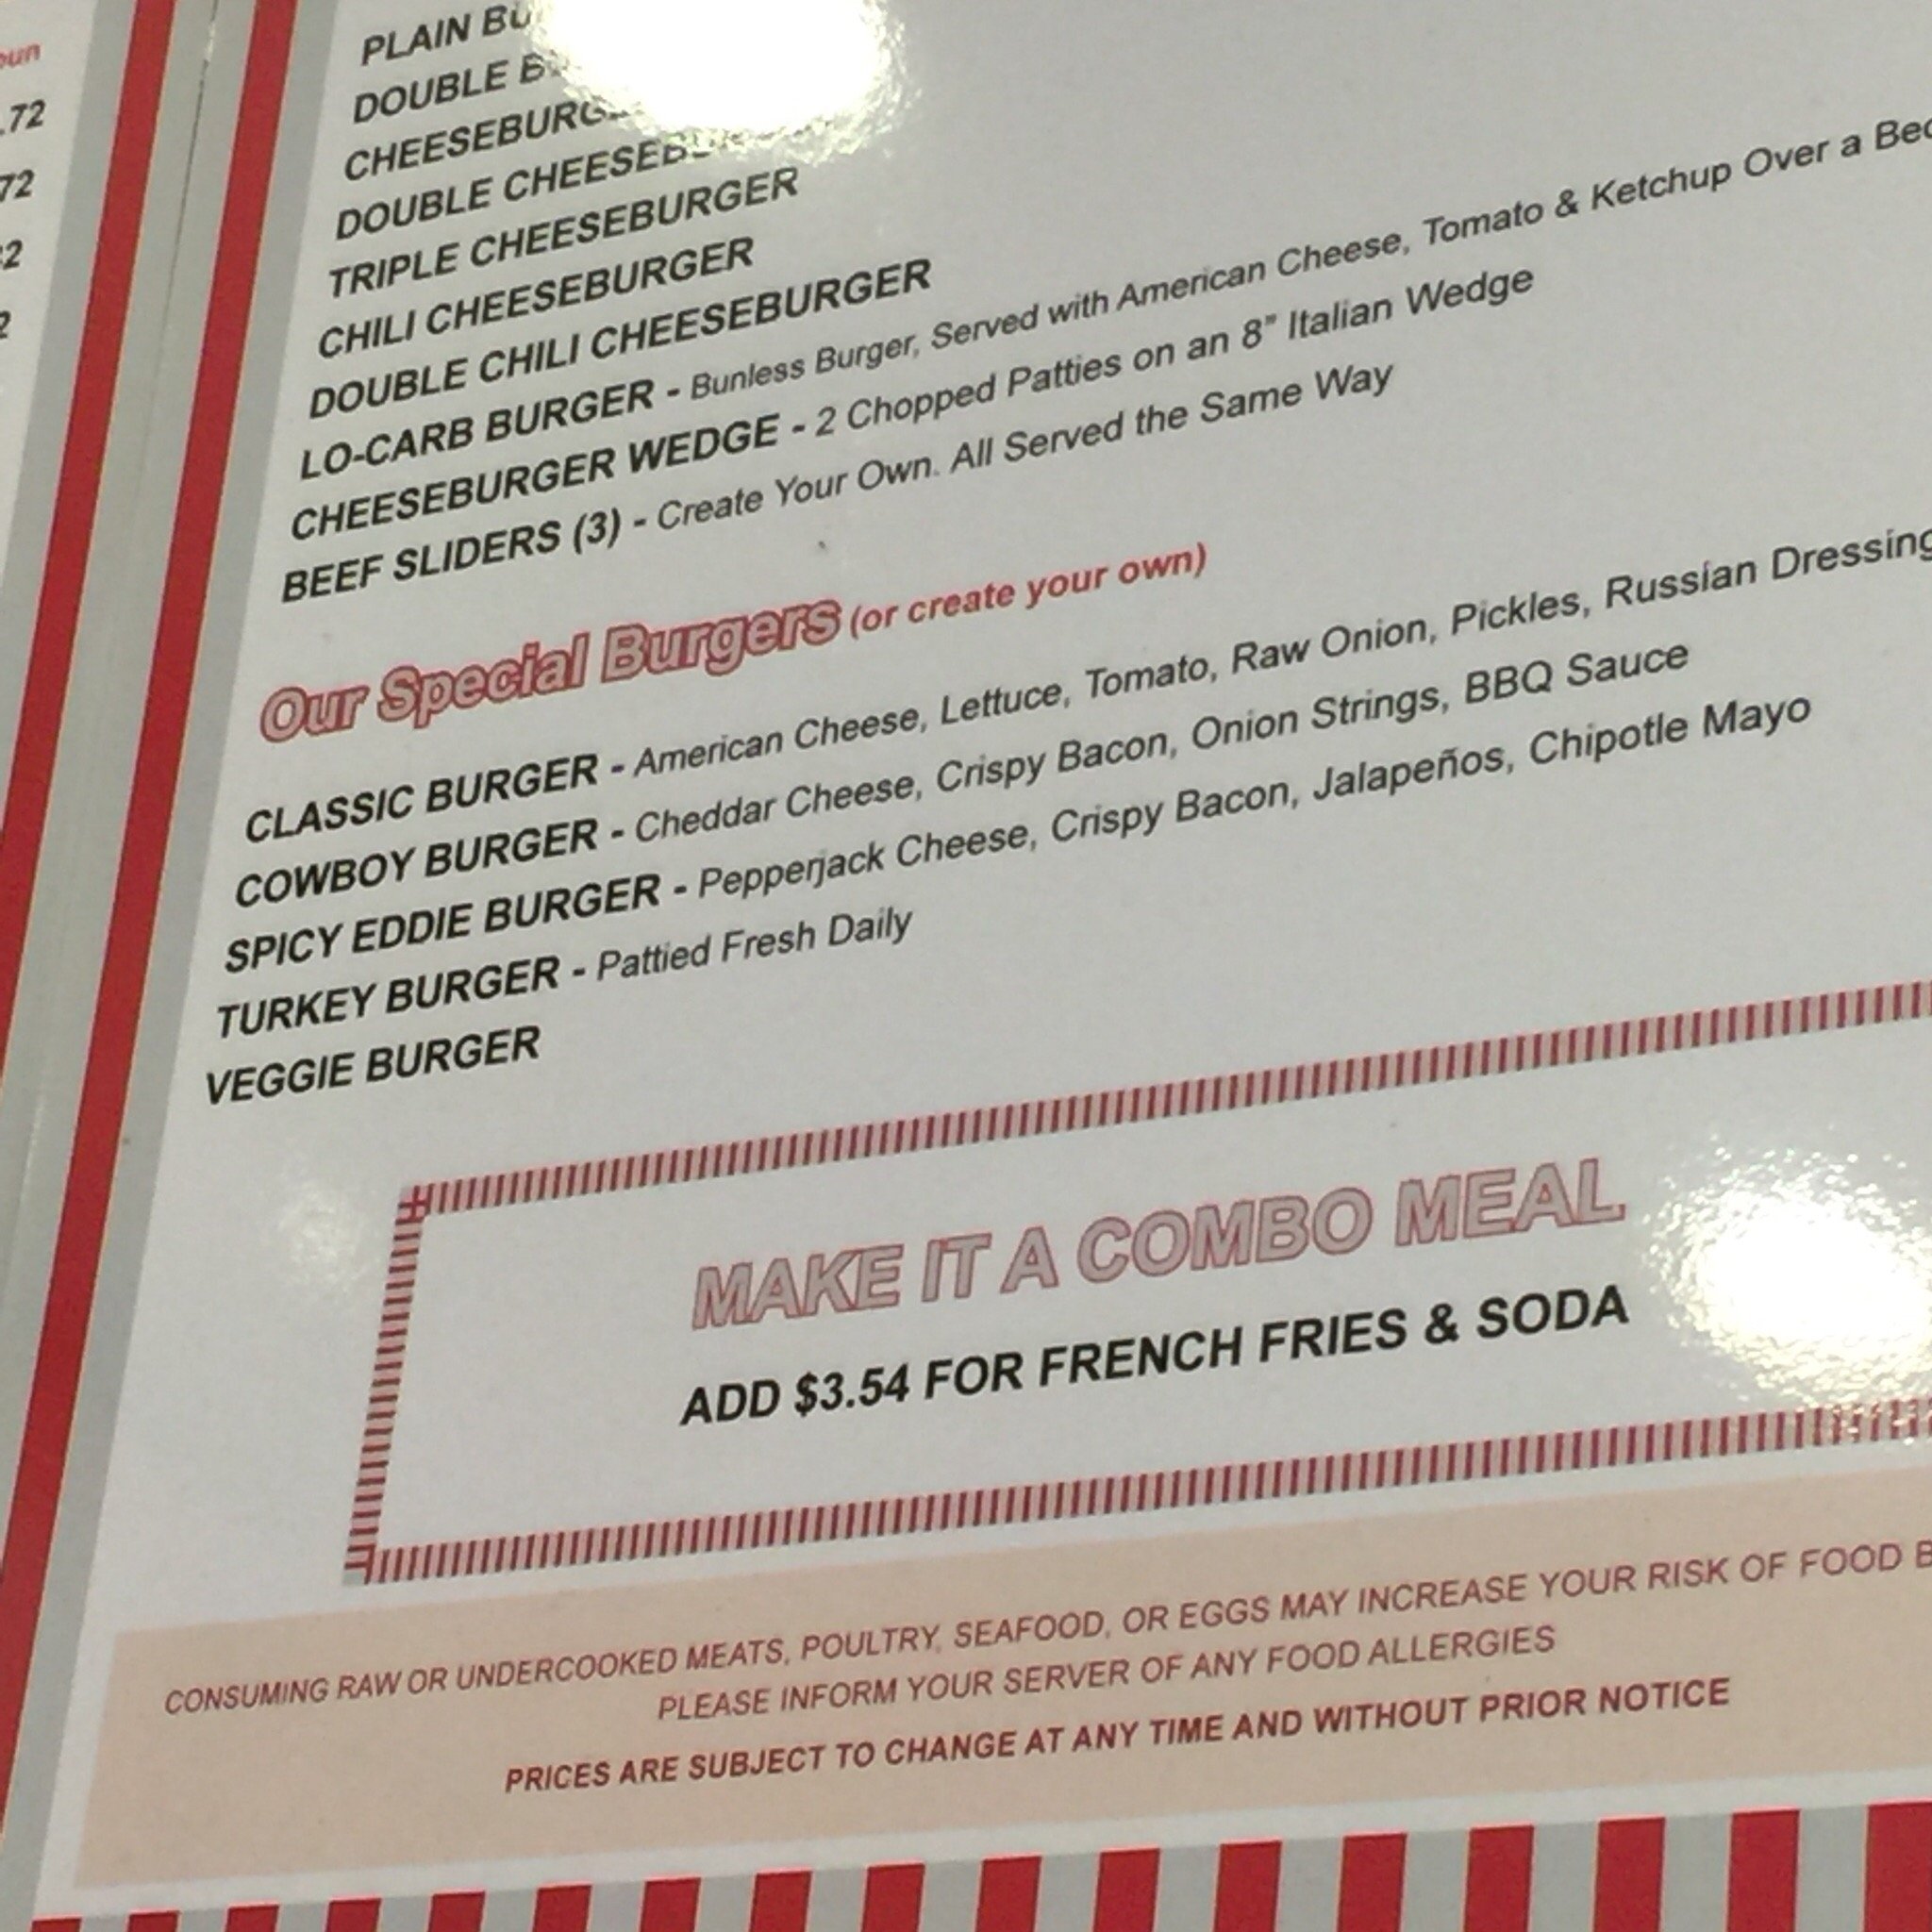 .72
72
2
2
PLAIN
DOUBLE
DOUBLE
TRIPLE CHEESEBURGER
CHILI CHEESEBURGER
DOUBLE CHILI CHEESEBURGER
LO-CARB BURGER - Bunless Burger, Served with American Cheese, Tomato & Ketchup Over a
CHEESEBURGER WEDGE - 2 Chopped Patties on an 8" Italian Wedge
BEEF SLIDERS (3) - Create Your Own. All Served the Same Way
Our Special Burgers (or create your own)
CLASSIC BURGER - American Cheese, Lettuce, Tomato, Raw Onion, Pickles, Russian Dressing
COWBOY BURGER - Cheddar Cheese, Crispy Bacon, Onion Strings, BBQ Sauce
SPICY EDDIE BURGER - Pepperjack Cheese, Crispy Bacon, Jalapeños, Chipotle Mayo
TURKEY BURGER - Pattied Fresh Daily
VEGGIE BURGER
MAKE IT A COMBO MEAL
ADD $3.54 FOR FRENCH FRIES & SODA
CONSUMING RAW OR UNDERCOOKED MEATS, POULTRY, SEAFOOD, OR EGGS MAY INCREASE YOUR RISK OF FOOD
PLEASE INFORM YOUR SERVER OF ANY FOOD ALLERGIES
PRICES ARE SUBJECT TO CHANGE AT ANY TIME AND WITHOUT PRIOR NOTICE